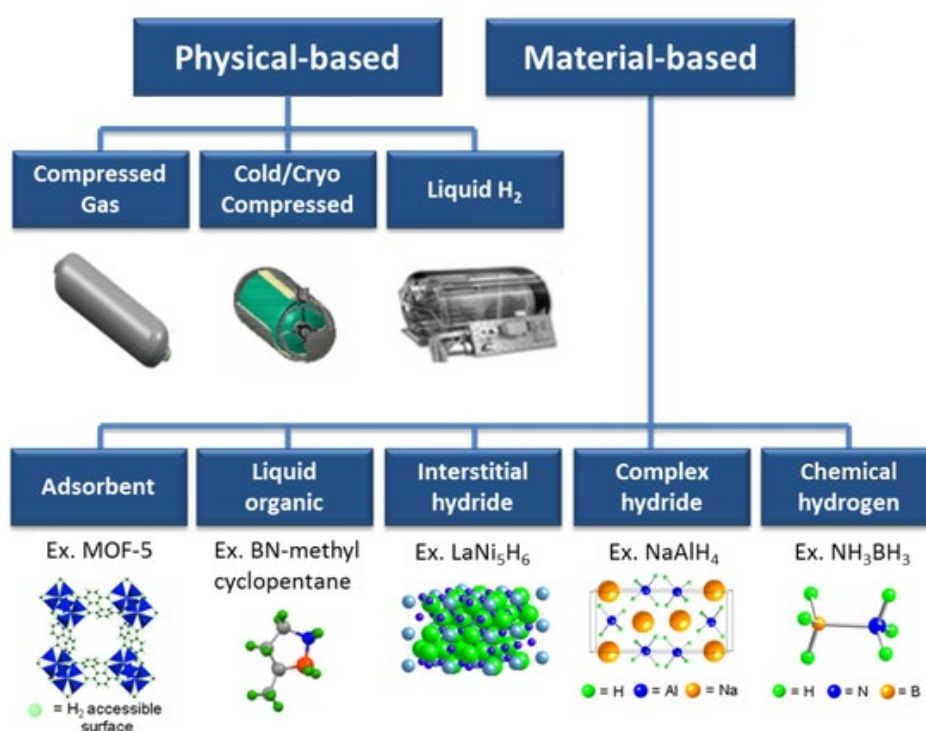 Physical-based
Material-based
Compressed
Gas
Cold/Cryo
Compressed
Liquid H₂
Adsorbent
Liquid
organic
Interstitial
hydride
Complex
hydride
Chemical
hydrogen
Ex. MOF-5
Ex. BN-methyl
cyclopentane
Ex. LaNi₅H₆
Ex. NaAlH₄
Ex. NH₃BH₃
= H₂ accessible
surface
= H = Al = Na
= H = N = B